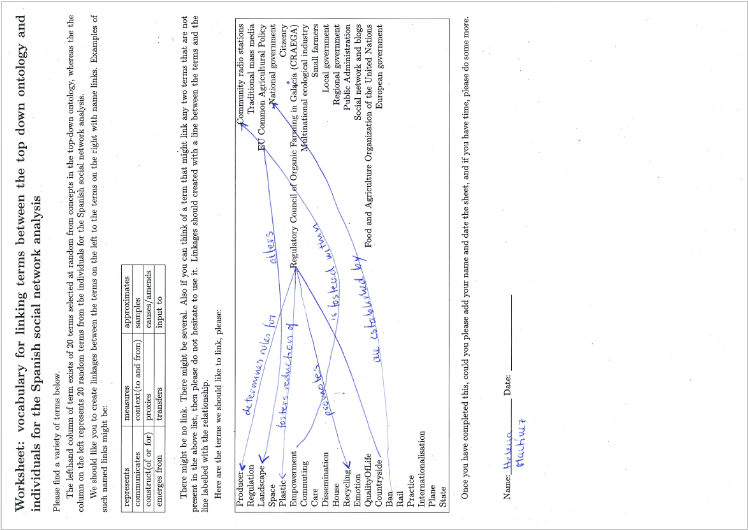 Worksheet: vocabulary for linking terms between the top down ontology and
individuals for the Spanish social network analysis
Please find a variety of terms below.
The lefthand column of term exists of 20 terms selected at random from concepts in the top-down ontology, whereas the the
column on the left represents 20 random terms from the individuals for the Spanish social network analysis.
We should like you to create linkages between the terms on the left to the terms on the right with name links. Examples of
such named links might be:
represents measures approximates
communicates context(to and from) samples
construct(of or for) proxies causes/amends
emerges from transfers input to
There might be no link. There might be several. Also if you can think of a term that might link any two terms that are not
present in the above list, then please do not hesitate to use it. Linkages should created with a line between the terms and the
line labelled with the relationship.
Here are the terms we should like to link, please:
Producer Community radio stations
Regulation Traditional mass media
Landscape EU Common Agricultural Policy
Space National government
Plastic Citizenry
Empowerment Regulatory Council of Organic Farming in Galacia (CRAEGA)
Commuting Multinational ecological industry
Care Small farmers
Dissemination Local government
House Regional government
Recycling Public Administration
Emotion Social network and blogs
QualityOfLife Food and Agriculture Organization of the United Nations
Countryside European government
Ban
Rail
Practice
Internationalisation
Plane
State
determines rules for
alters
fosters reduction of
promotes
is fostered within
are established by
Once you have completed this, could you please add your name and date the sheet, and if you have time, please do some more.
Name: Helena Date:
Martínez